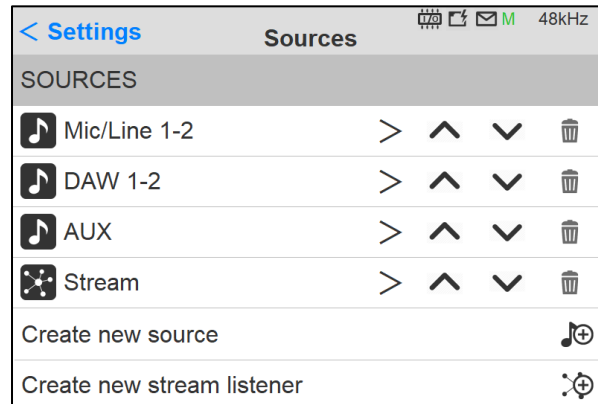 < Settings
Sources
I/O
M
48kHz
SOURCES
Mic/Line 1-2
DAW 1-2
AUX
Stream
Create new source
Create new stream listener